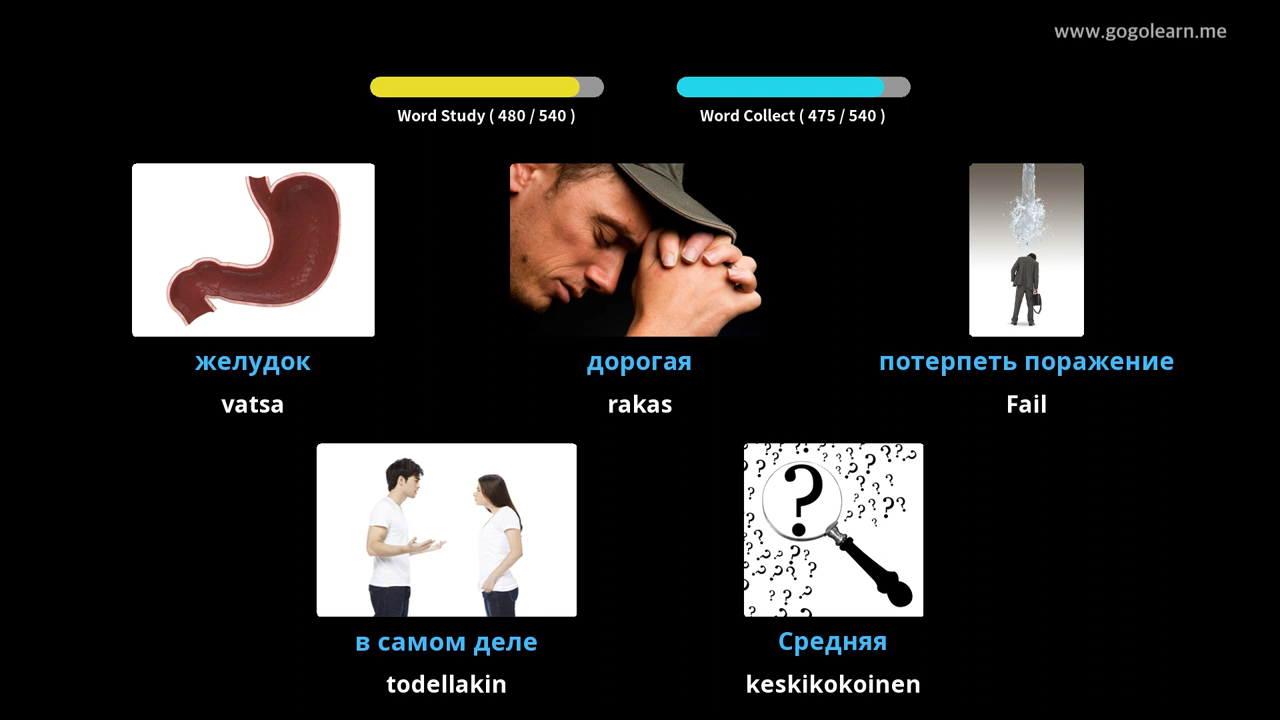 www.gogolearn.me
Word Study ( 480 / 540 )
Word Collect ( 475 / 540 )
желудок
vatsa
дорогая
rakas
потерпеть поражение
Fail
в самом деле
todellakin
Средняя
keskikokoinen